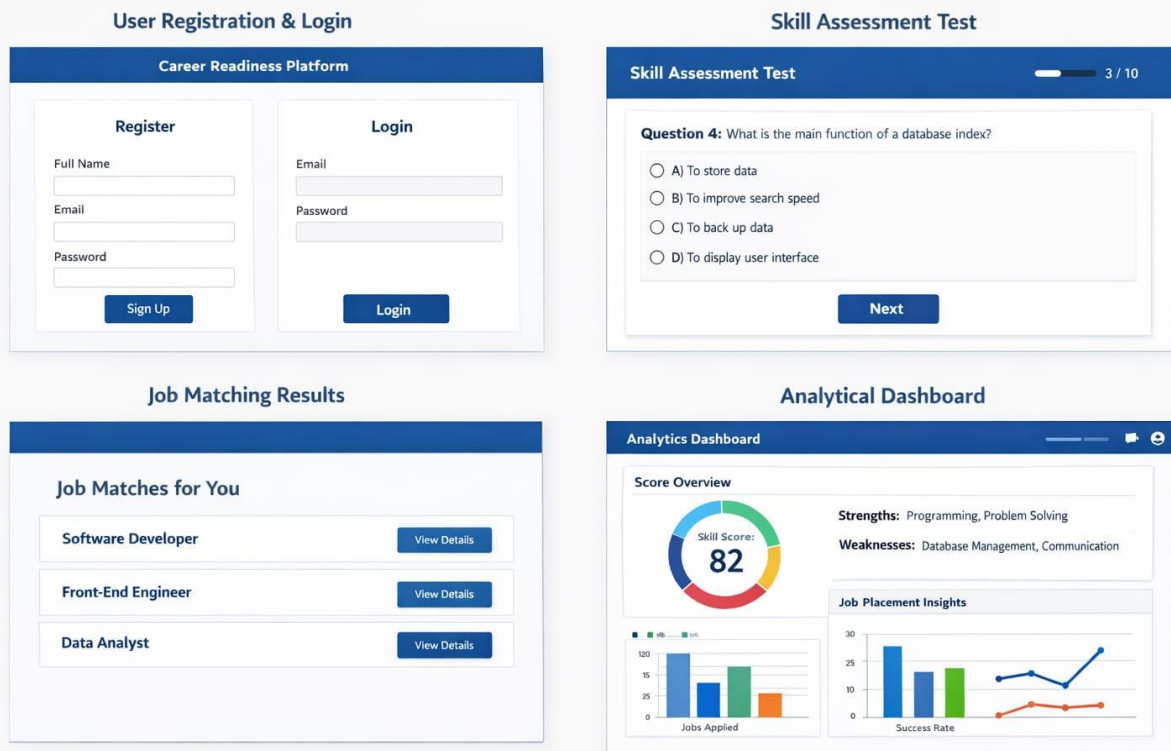 User Registration & Login
Career Readiness Platform
Register
Full Name
Email
Password
Sign Up
Login
Email
Password
Login
Skill Assessment Test
Skill Assessment Test
3 / 10
Question 4: What is the main function of a database index?
A) To store data
B) To improve search speed
C) To back up data
D) To display user interface
Next
Job Matching Results
Job Matches for You
Software Developer
View Details
Front-End Engineer
View Details
Data Analyst
View Details
Analytical Dashboard
Analytics Dashboard
Score Overview
Skill Score:
82
Strengths: Programming, Problem Solving
Weaknesses: Database Management, Communication
120
15
25
0
Jobs Applied
Job Placement Insights
30
25
10
0
Success Rate